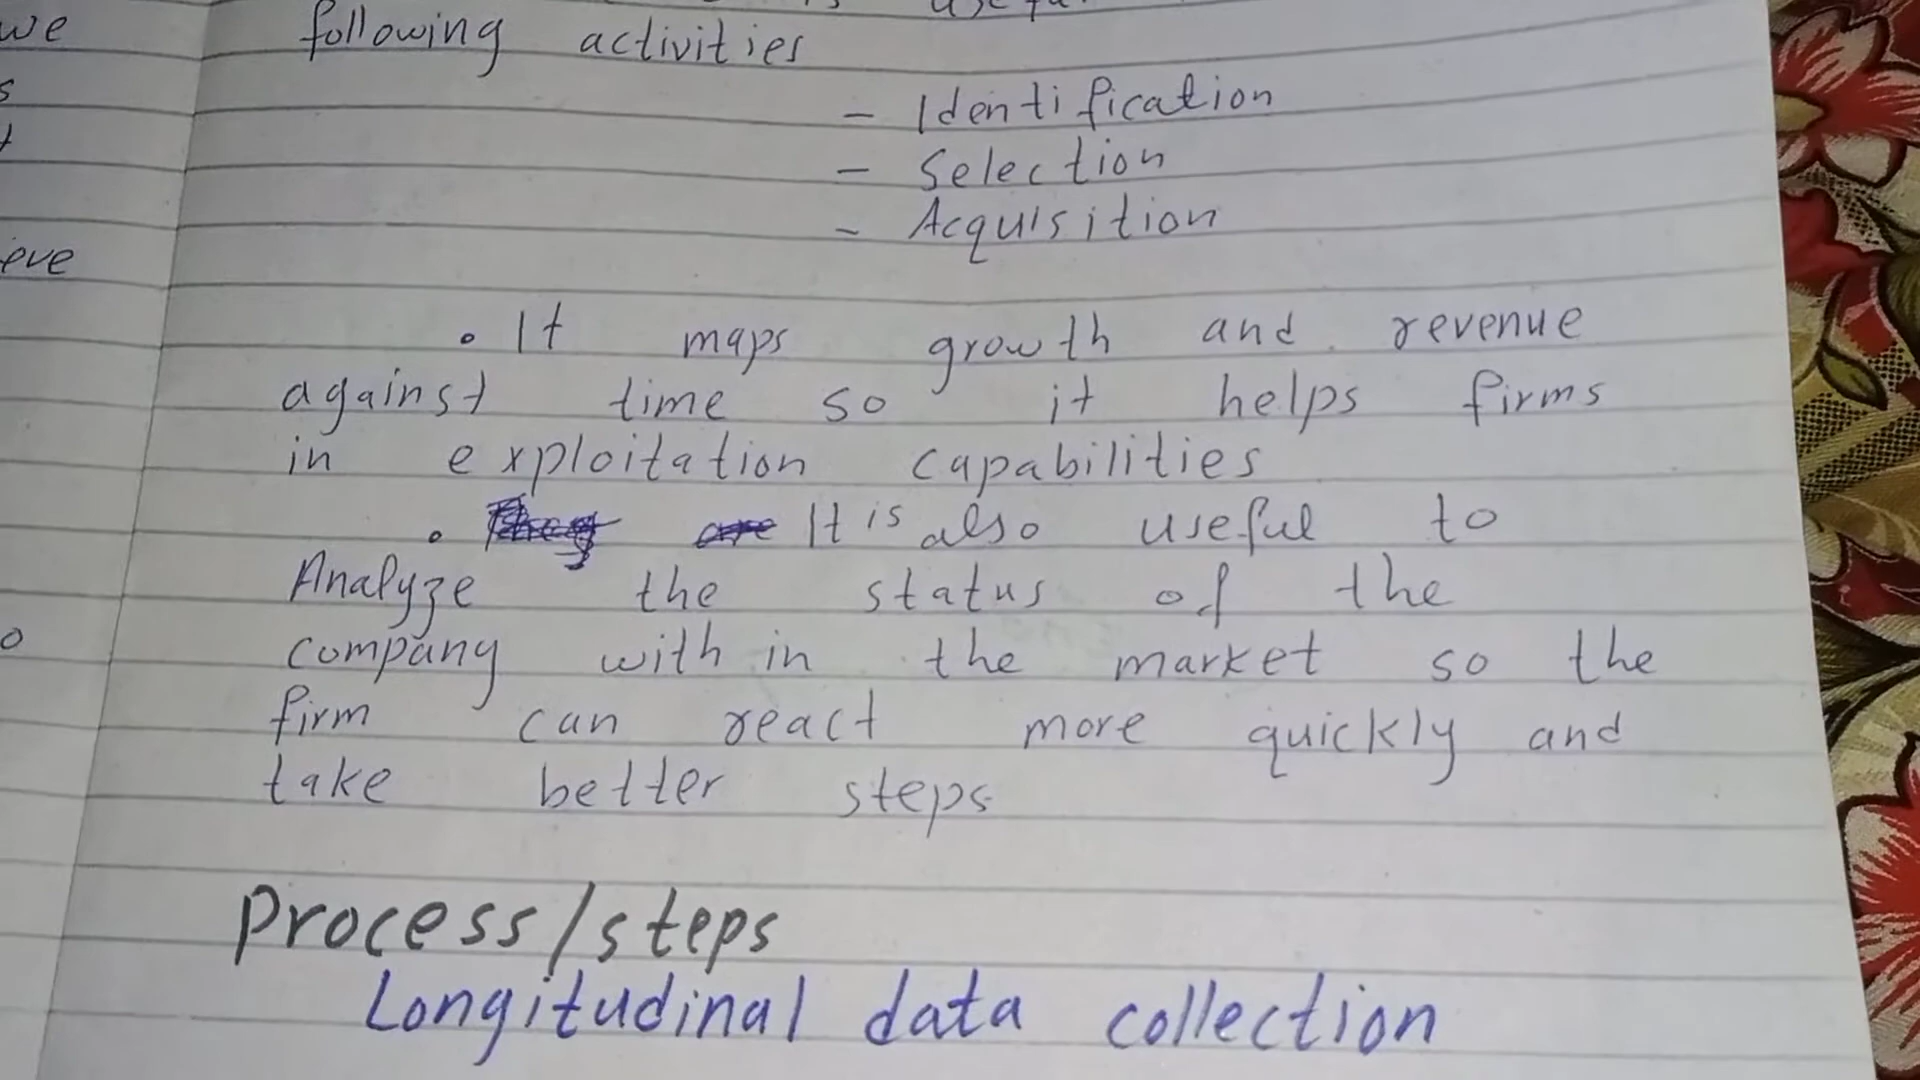 we
s
eve
o
following activities
- Identification
- Selection
- Acquisition
• It maps growth and revenue
against time so it helps firms
in exploitation capabilities
• It is also useful to
Analyze the status of the
company with in the market so the
firm can react more quickly and
take better steps
Process/steps
Longitudinal data collection